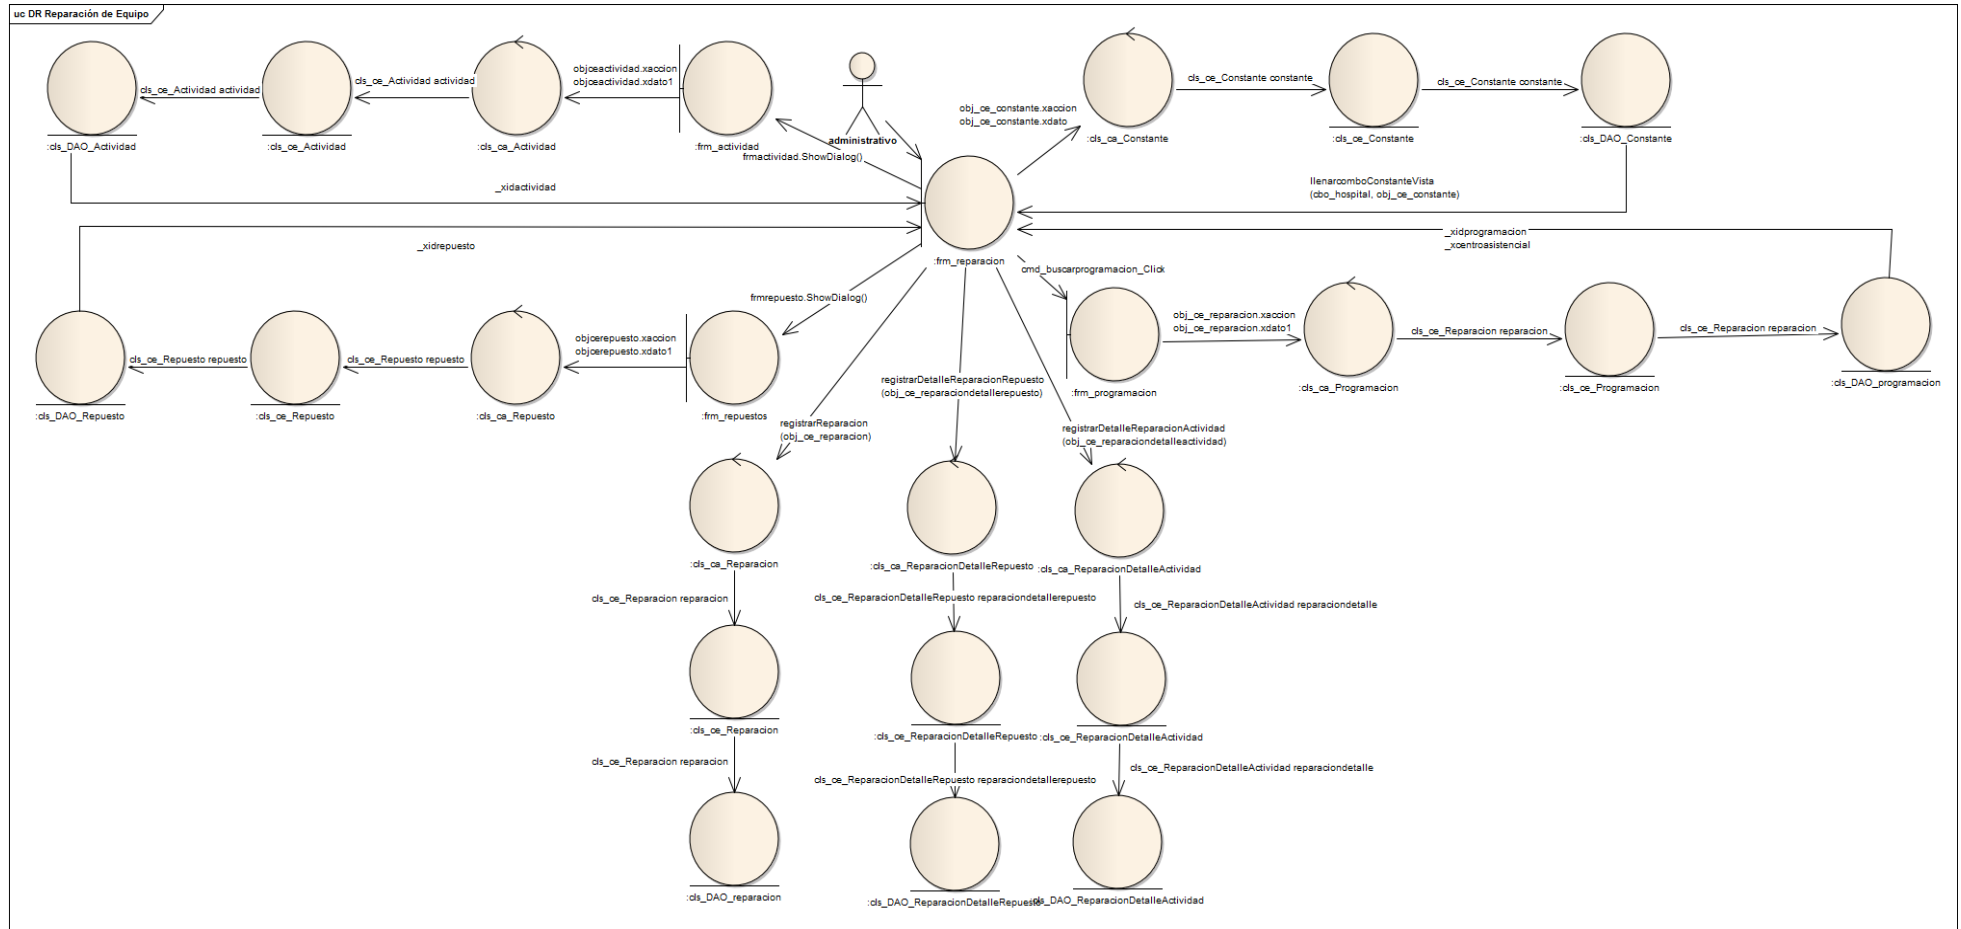 uc DR Reparación de Equipo
cls_ce_Actividad actividad
cls_ce_Actividad actividad
objceactividad.xaccion
objceactividad.xdato1
:cls_DAO_Actividad
:cls_ce_Actividad
:cls_ca_Actividad
:frm_actividad
administrativo
frmactividad.ShowDialog()
obj_ce_constante.xaccion
obj_ce_constante.xdato
cls_ce_Constante constante
cls_ce_Constante constante
:cls_ca_Constante
:cls_ce_Constante
:cls_DAO_Constante
_xidactividad
llenarcomboConstanteVista
(cbo_hospital, obj_ce_constante)
_xidrepuesto
:frm_reparacion
_xidprogramacion
_xcentroasistencial
cmd_buscarprogramacion_Click
frmrepuesto.ShowDialog()
obj_ce_reparacion.xaccion
obj_ce_reparacion.xdato1
cls_ce_Reparacion reparacion
cls_ce_Reparacion reparacion
objcerepuesto.xaccion
objcerepuesto.xdato1
cls_ce_Repuesto repuesto
cls_ce_Repuesto repuesto
:cls_DAO_Repuesto
:cls_ce_Repuesto
:cls_ca_Repuesto
:frm_repuestos
registrarDetalleReparacionRepuesto
(obj_ce_reparaciondetallerepuesto)
:frm_programacion
:cls_ca_Programacion
:cls_ce_Programacion
:cls_DAO_programacion
registrarReparacion
(obj_ce_reparacion)
registrarDetalleReparacionActividad
(obj_ce_reparaciondetalleactividad)
:cls_ca_Reparacion
:cls_ca_ReparacionDetalleRepuesto
:cls_ca_ReparacionDetalleActividad
cls_ce_Reparacion reparacion
cls_ce_ReparacionDetalleRepuesto reparaciondetallerepuesto
cls_ce_ReparacionDetalleActividad reparaciondetalle
:cls_ce_Reparacion
:cls_ce_ReparacionDetalleRepuesto
:cls_ce_ReparacionDetalleActividad
cls_ce_Reparacion reparacion
cls_ce_ReparacionDetalleRepuesto reparaciondetallerepuesto
cls_ce_ReparacionDetalleActividad reparaciondetalle
:cls_DAO_reparacion
:cls_DAO_ReparacionDetalleRepuesto
:cls_DAO_ReparacionDetalleActividad